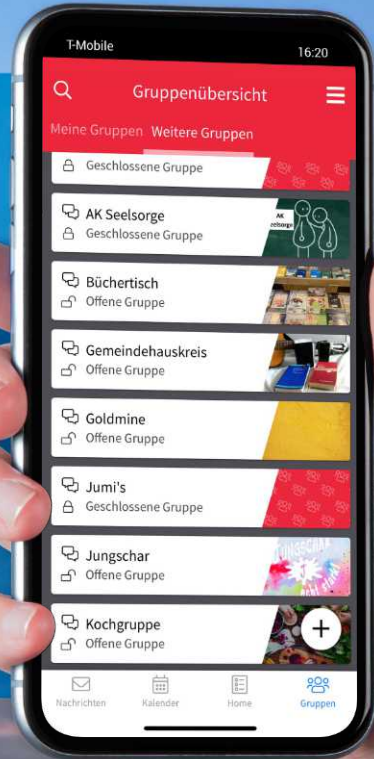 T-Mobile 16:20
Gruppenübersicht
Meine Gruppen Weitere Gruppen
Geschlossene Gruppe
AK Seelsorge
Geschlossene Gruppe
AK
Seelsorge
Büchertisch
Offene Gruppe
Gemeindehauskreis
Offene Gruppe
Goldmine
Offene Gruppe
Jumi's
Geschlossene Gruppe
Jungschar
Offene Gruppe
Kochgruppe
Offene Gruppe
Nachrichten Kalender Home Gruppen